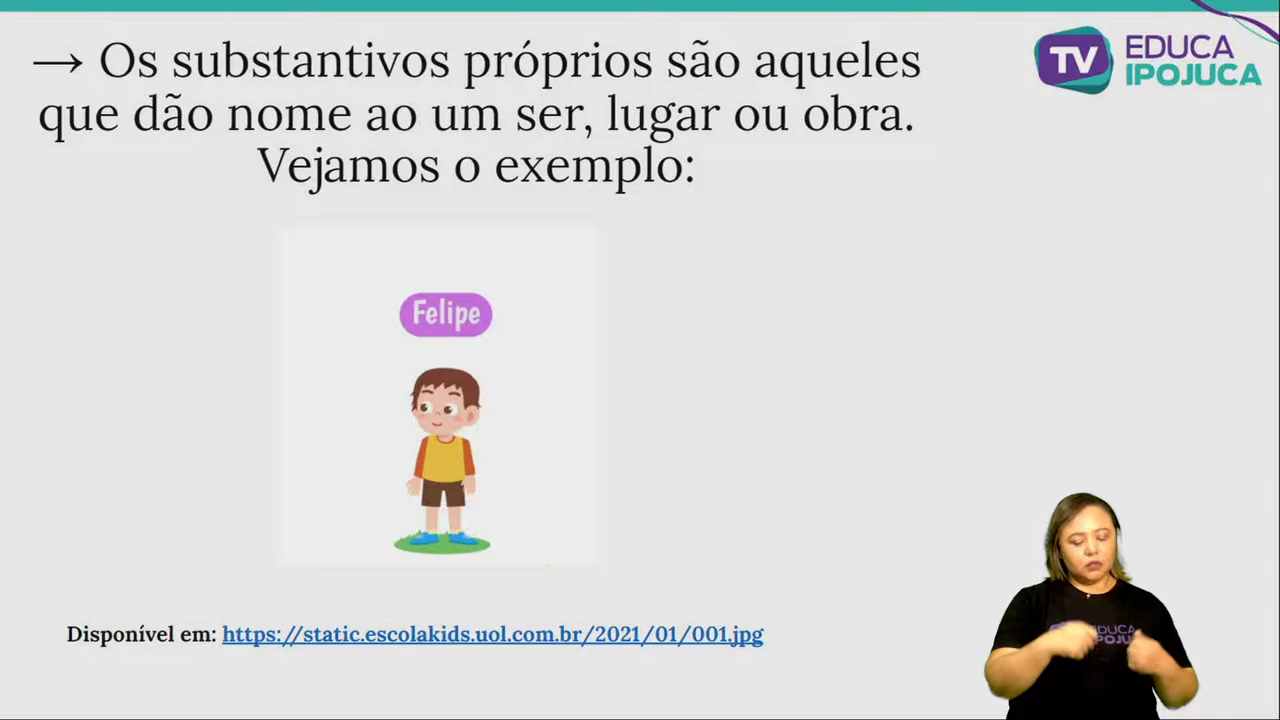 → Os substantivos próprios são aqueles
que dão nome ao um ser, lugar ou obra.
Vejamos o exemplo:
TV EDUCA
IPOJUCA
Felipe
Disponível em: https://static.escolakids.uol.com.br/2021/01/001.jpg
EDUCA